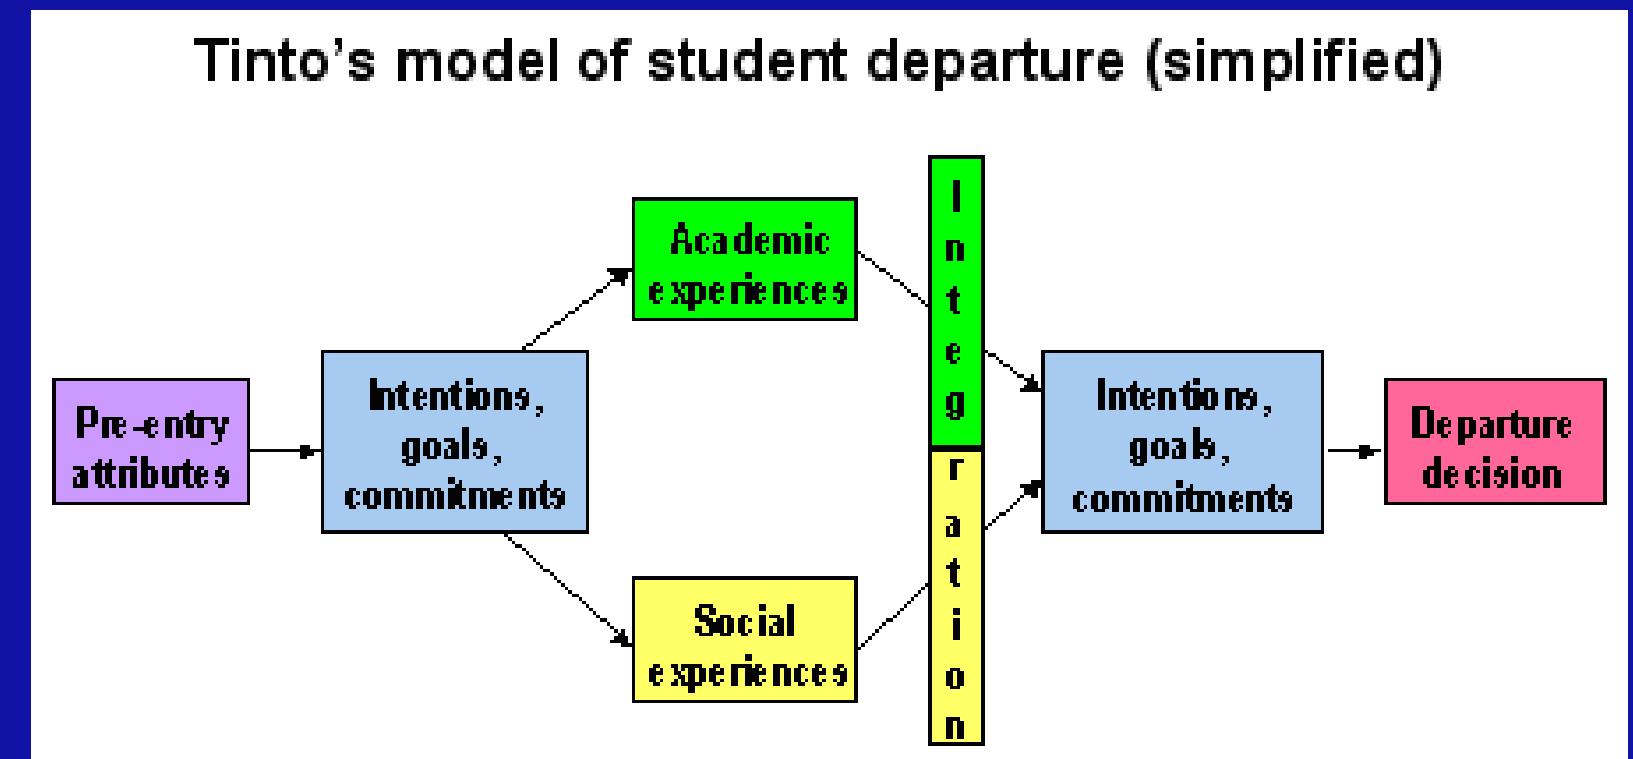 Tinto's model of student departure (simplified)
Pre-entry
attributes
Intentions,
goals,
commitments
Academic
experiences
Social
experiences
Integration
Intentions,
goals,
commitments
Departure
decision